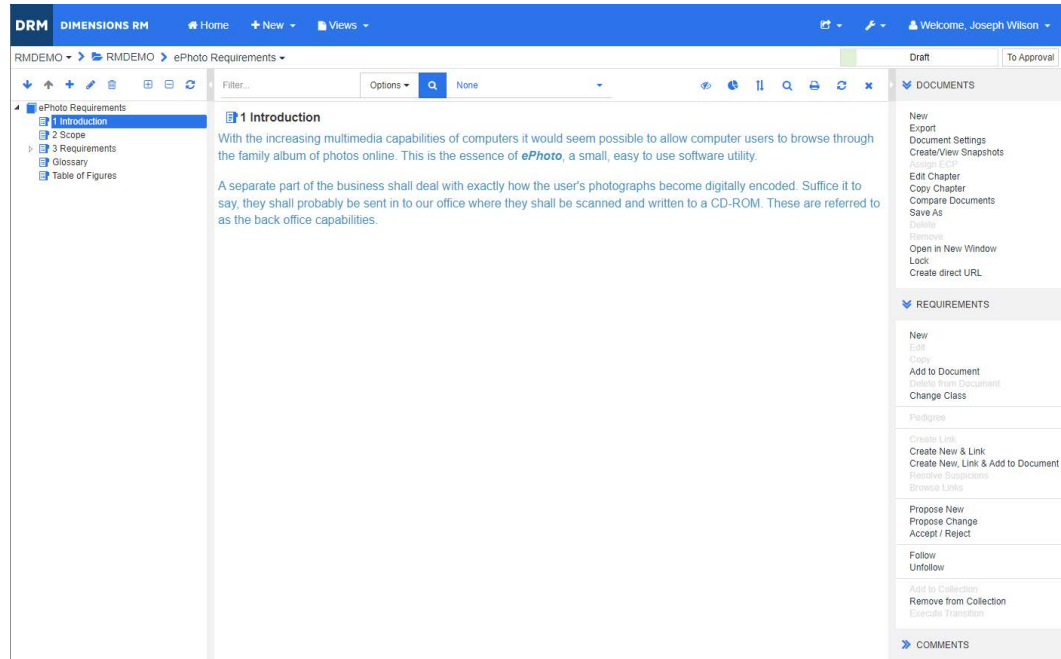 DRM DIMENSIONS RM Home + New Views Welcome, Joseph Wilson
RMDEMO RMDEMO ePhoto Requirements Draft To Approval
Filter... Options None
ePhoto Requirements
1 Introduction
2 Scope
3 Requirements
Glossary
Table of Figures
1 Introduction
With the increasing multimedia capabilities of computers it would seem possible to allow computer users to browse through
the family album of photos online. This is the essence of ePhoto, a small, easy to use software utility.
A separate part of the business shall deal with exactly how the user's photographs become digitally encoded. Suffice it to
say, they shall probably be sent in to our office where they shall be scanned and written to a CD-ROM. These are referred to
as the back office capabilities.
DOCUMENTS
New
Export
Document Settings
Create/View Snapshots
Assign ECP
Edit Chapter
Copy Chapter
Compare Documents
Save As
Delete
Remove
Open in New Window
Lock
Create direct URL
REQUIREMENTS
New
Edit
Copy
Add to Document
Delete from Document
Change Class
Pedigree
Create Link
Create New & Link
Create New, Link & Add to Document
Resolve Suspicions
Browse Links
Propose New
Propose Change
Accept / Reject
Follow
Unfollow
Add to Collection
Remove from Collection
Execute Transition
COMMENTS